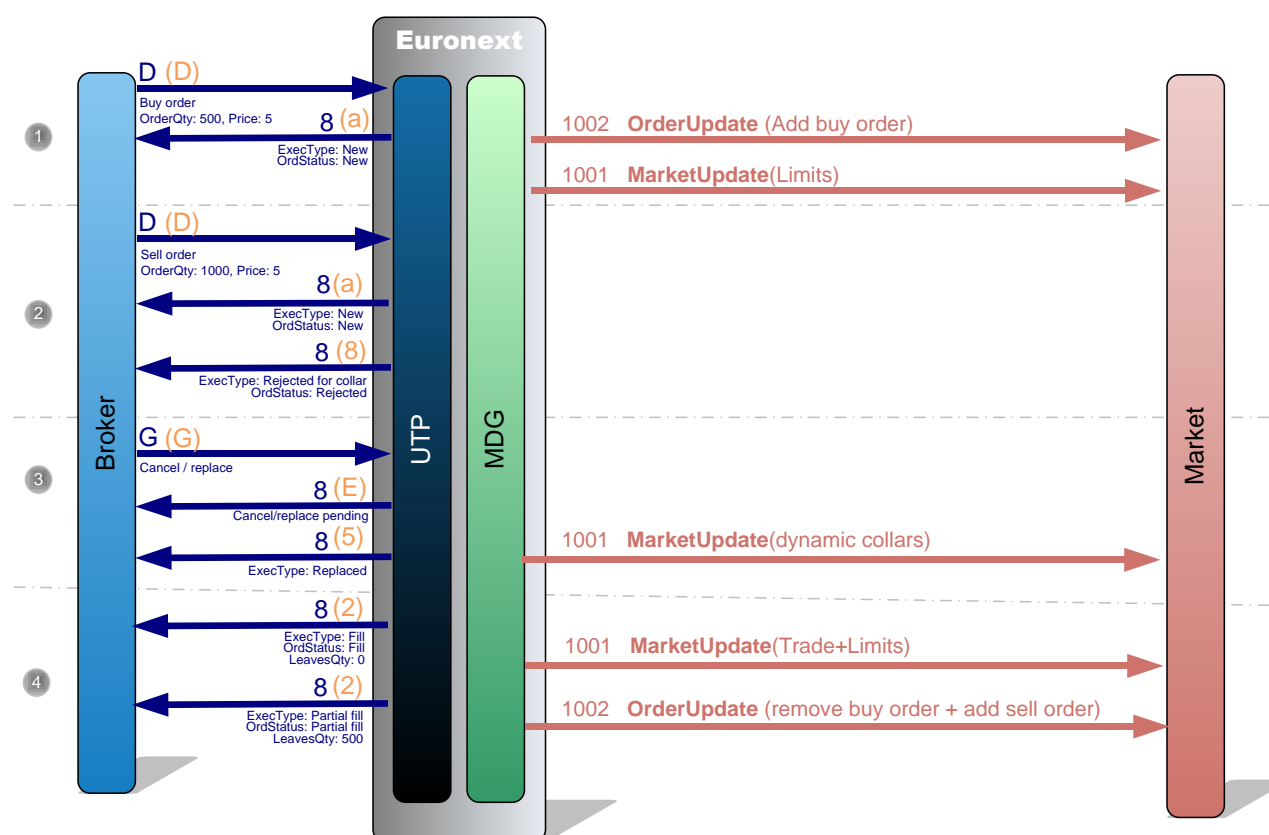 Euronext
Broker
UTP
MDG
Market
1
D (D)
Buy order
OrderQty: 500, Price: 5
8 (a)
ExecType: New
OrdStatus: New
1002 OrderUpdate (Add buy order)
1001 MarketUpdate(Limits)
2
D (D)
Sell order
OrderQty: 1000, Price: 5
8 (a)
ExecType: New
OrdStatus: New
8 (8)
ExecType: Rejected for collar
OrdStatus: Rejected
3
G (G)
Cancel / replace
8 (E)
Cancel/replace pending
8 (5)
ExecType: Replaced
1001 MarketUpdate(dynamic collars)
4
8 (2)
ExecType: Fill
OrdStatus: Fill
LeavesQty: 0
1001 MarketUpdate(Trade+Limits)
8 (2)
ExecType: Partial fill
OrdStatus: Partial fill
LeavesQty: 500
1002 OrderUpdate (remove buy order + add sell order)